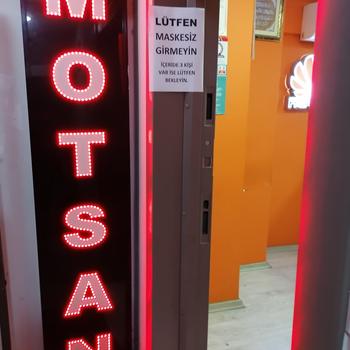 MOTSAN
LÜTFEN
MASKESİZ
GİRMEYİN
İÇERİDE 3 KİŞİ
VAR İSE LÜTFEN
BEKLEYİN.